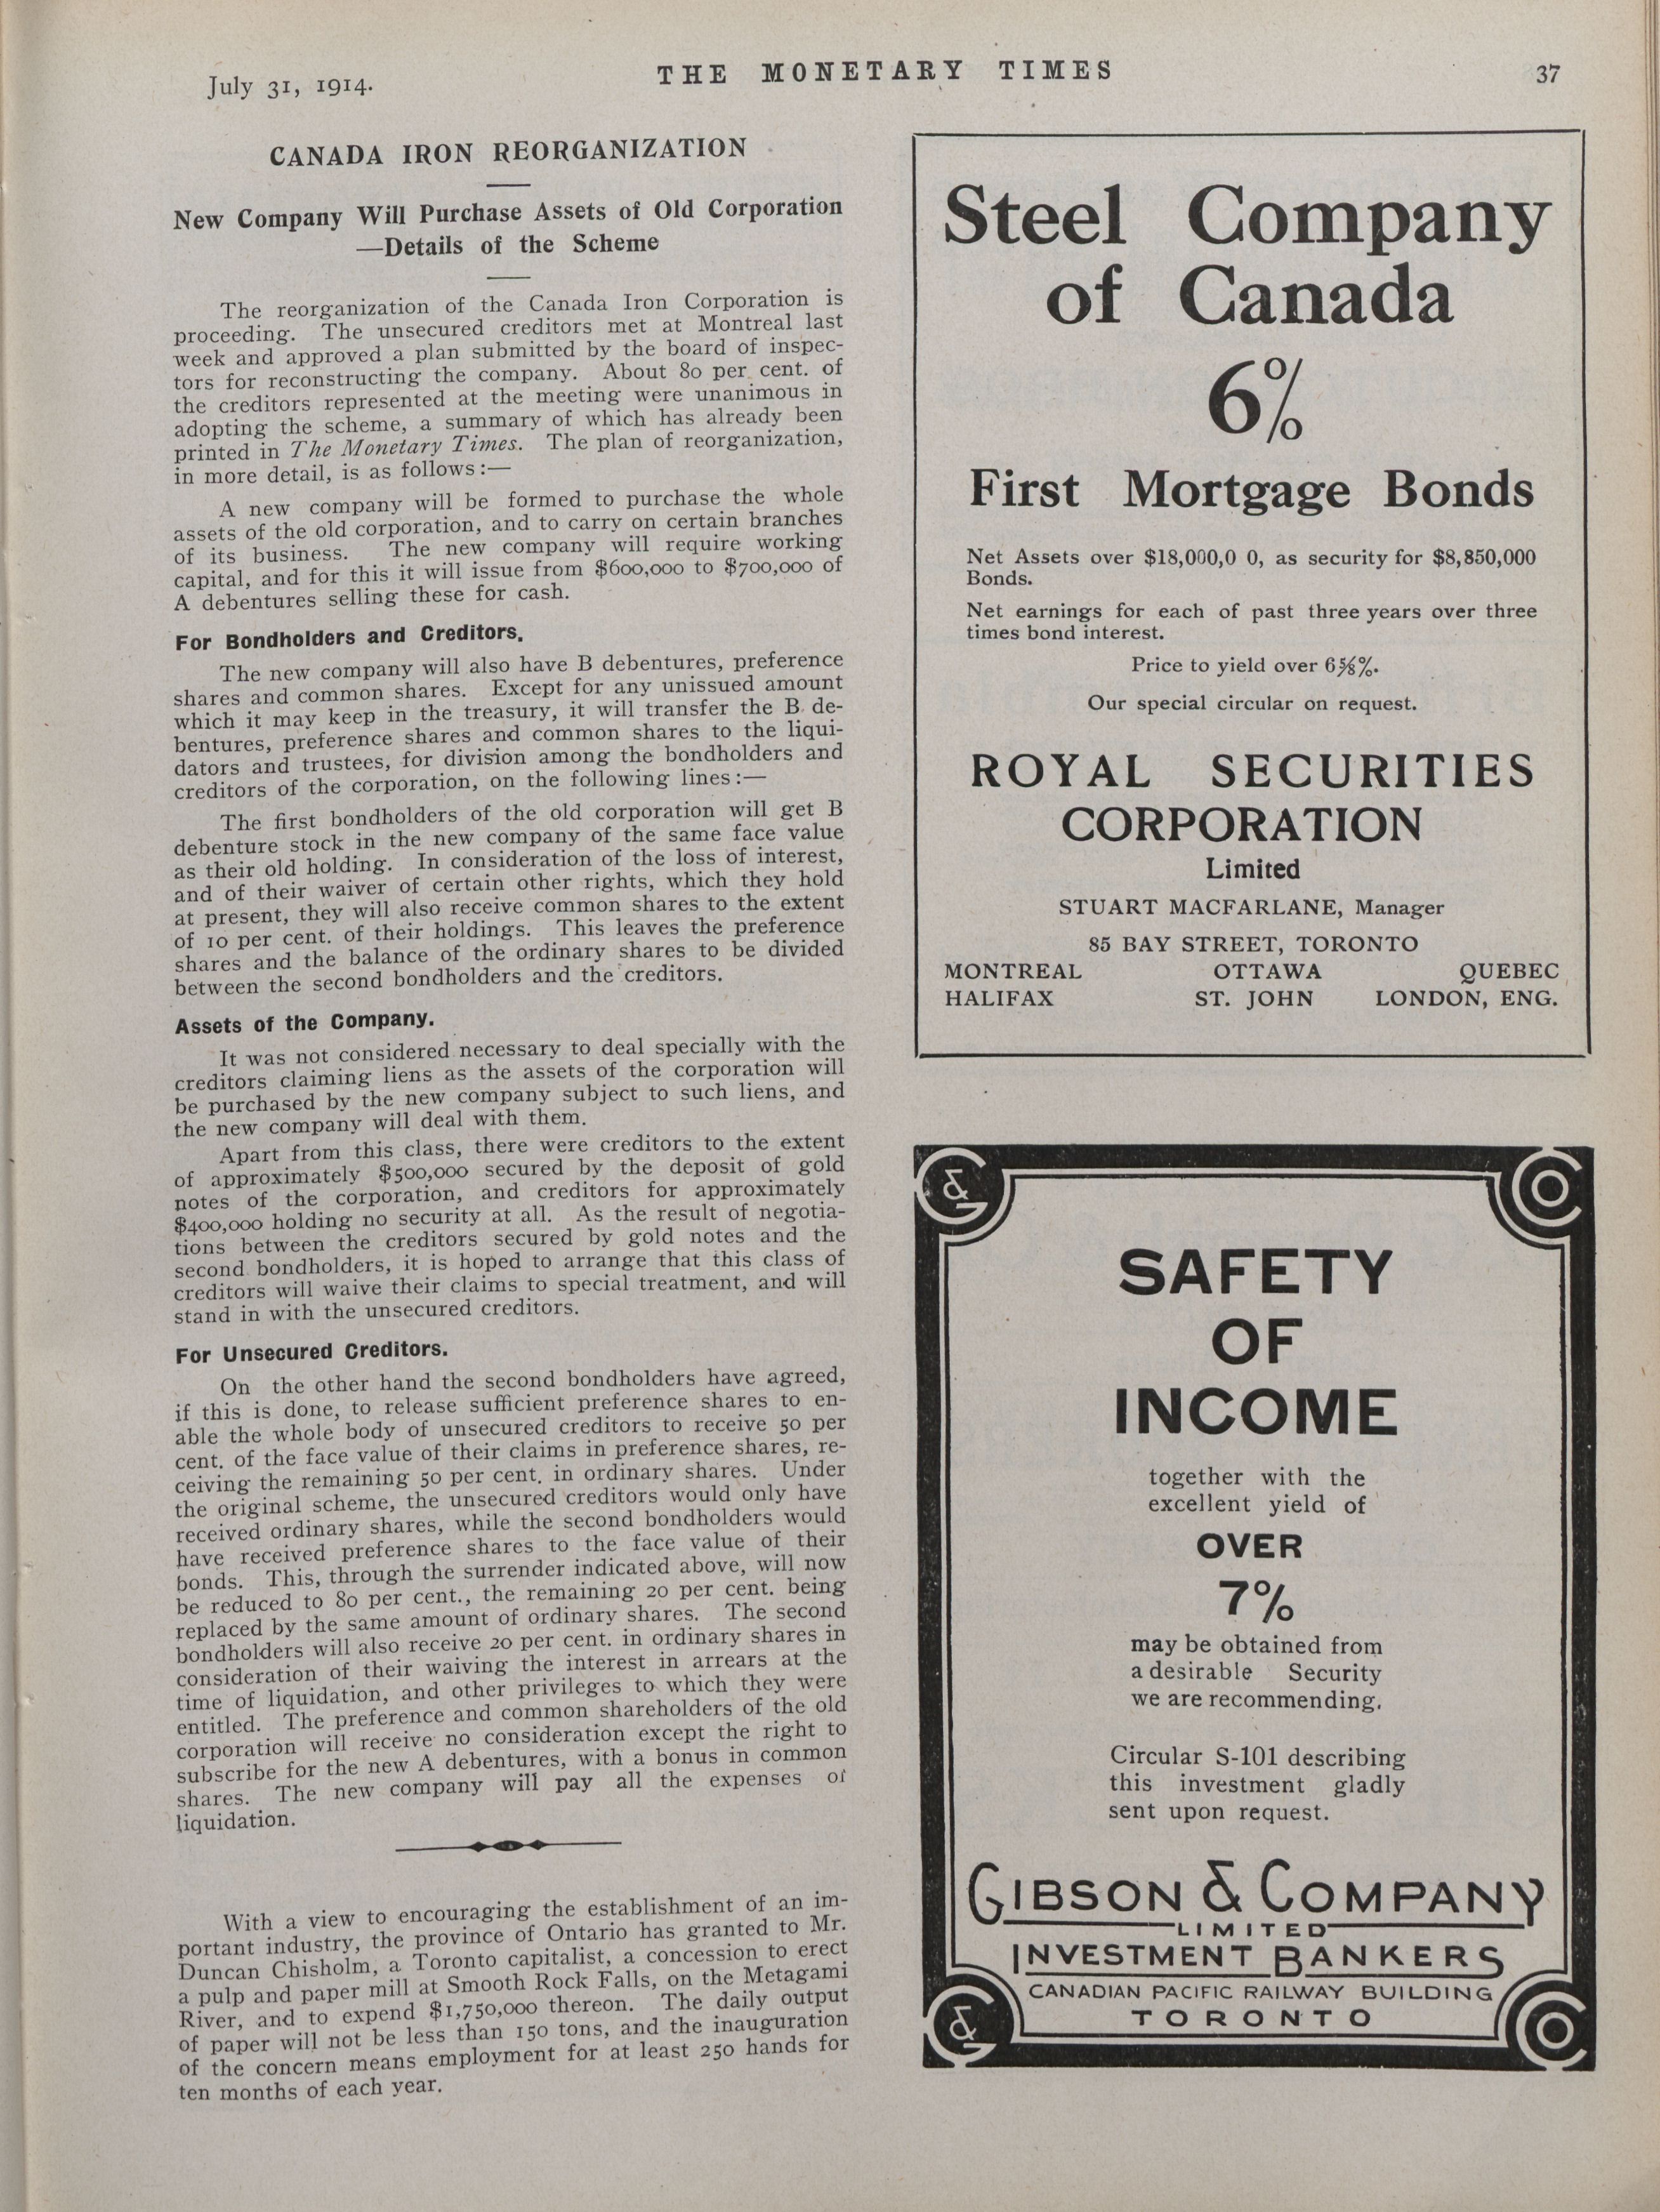 July 31, 1914.
THE MONETARY TIMES
37
CANADA IRON REORGANIZATION
New Company Will Purchase Assets of Old Corporation
—Details of the Scheme
The reorganization of the Canada Iron Corporation is
proceeding. The unsecured creditors met at Montreal last
week and approved a plan submitted by the board of inspec-
tors for reconstructing the company. About 80 per cent. of
the creditors represented at the meeting were unanimous in
adopting the scheme, a summary of which has already been
printed in The Monetary Times. The plan of reorganization,
in more detail, is as follows:—
A new company will be formed to purchase the whole
assets of the old corporation, and to carry on certain branches
of its business. The new company will require working
capital, and for this it will issue from $600,000 to $700,000 of
A debentures selling these for cash.
For Bondholders and Creditors.
The new company will also have B debentures, preference
shares and common shares. Except for any unissued amount
which it may keep in the treasury, it will transfer the B de-
bentures, preference shares and common shares to the liqui-
dators and trustees, for division among the bondholders and
creditors of the corporation, on the following lines:—
The first bondholders of the old corporation will get B
debenture stock in the new company of the same face value
as their old holding. In consideration of the loss of interest,
and of their waiver of certain other rights, which they hold
at present, they will also receive common shares to the extent
of 10 per cent. of their holdings. This leaves the preference
shares and the balance of the ordinary shares to be divided
between the second bondholders and the creditors.
Assets of the Company.
It was not considered necessary to deal specially with the
creditors claiming liens as the assets of the corporation will
be purchased by the new company subject to such liens, and
the new company will deal with them.
Apart from this class, there were creditors to the extent
of approximately $500,000 secured by the deposit of gold
notes of the corporation, and creditors for approximately
$400,000 holding no security at all. As the result of negotia-
tions between the creditors secured by gold notes and the
second bondholders, it is hoped to arrange that this class of
creditors will waive their claims to special treatment, and will
stand in with the unsecured creditors.
For Unsecured Creditors.
On the other hand the second bondholders have agreed,
if this is done, to release sufficient preference shares to en-
able the whole body of unsecured creditors to receive 50 per
cent. of the face value of their claims in preference shares, re-
ceiving the remaining 50 per cent. in ordinary shares. Under
the original scheme, the unsecured creditors would only have
received ordinary shares, while the second bondholders would
have received preference shares to the face value of their
bonds. This, through the surrender indicated above, will now
be reduced to 80 per cent., the remaining 20 per cent. being
replaced by the same amount of ordinary shares. The second
bondholders will also receive 20 per cent. in ordinary shares in
consideration of their waiving the interest in arrears at the
time of liquidation, and other privileges to which they were
entitled. The preference and common shareholders of the old
corporation will receive no consideration except the right to
subscribe for the new A debentures, with a bonus in common
shares. The new company will pay all the expenses of
liquidation.
With a view to encouraging the establishment of an im-
portant industry, the province of Ontario has granted to Mr.
Duncan Chisholm, a Toronto capitalist, a concession to erect
a pulp and paper mill at Smooth Rock Falls, on the Metagami
River, and to expend $1,750,000 thereon. The daily output
of paper will not be less than 150 tons, and the inauguration
of the concern means employment for at least 250 hands for
ten months of each year.
Steel Company
of Canada
6%
First Mortgage Bonds
Net Assets over $18,000,0 0, as security for $8,850,000
Bonds.
Net earnings for each of past three years over three
times bond interest.
Price to yield over 6⅝%.
Our special circular on request.
ROYAL SECURITIES
CORPORATION
Limited
STUART MACFARLANE, Manager
85 BAY STREET, TORONTO
MONTREAL OTTAWA QUEBEC
HALIFAX ST. JOHN LONDON, ENG.
G& Co
SAFETY
OF
INCOME
together with the
excellent yield of
OVER
7%
may be obtained from
a desirable Security
we are recommending.
Circular S-101 describing
this investment gladly
sent upon request.
GIBSON & COMPANY
LIMITED
INVESTMENT BANKERS
CANADIAN PACIFIC RAILWAY BUILDING
TORONTO
G& Co